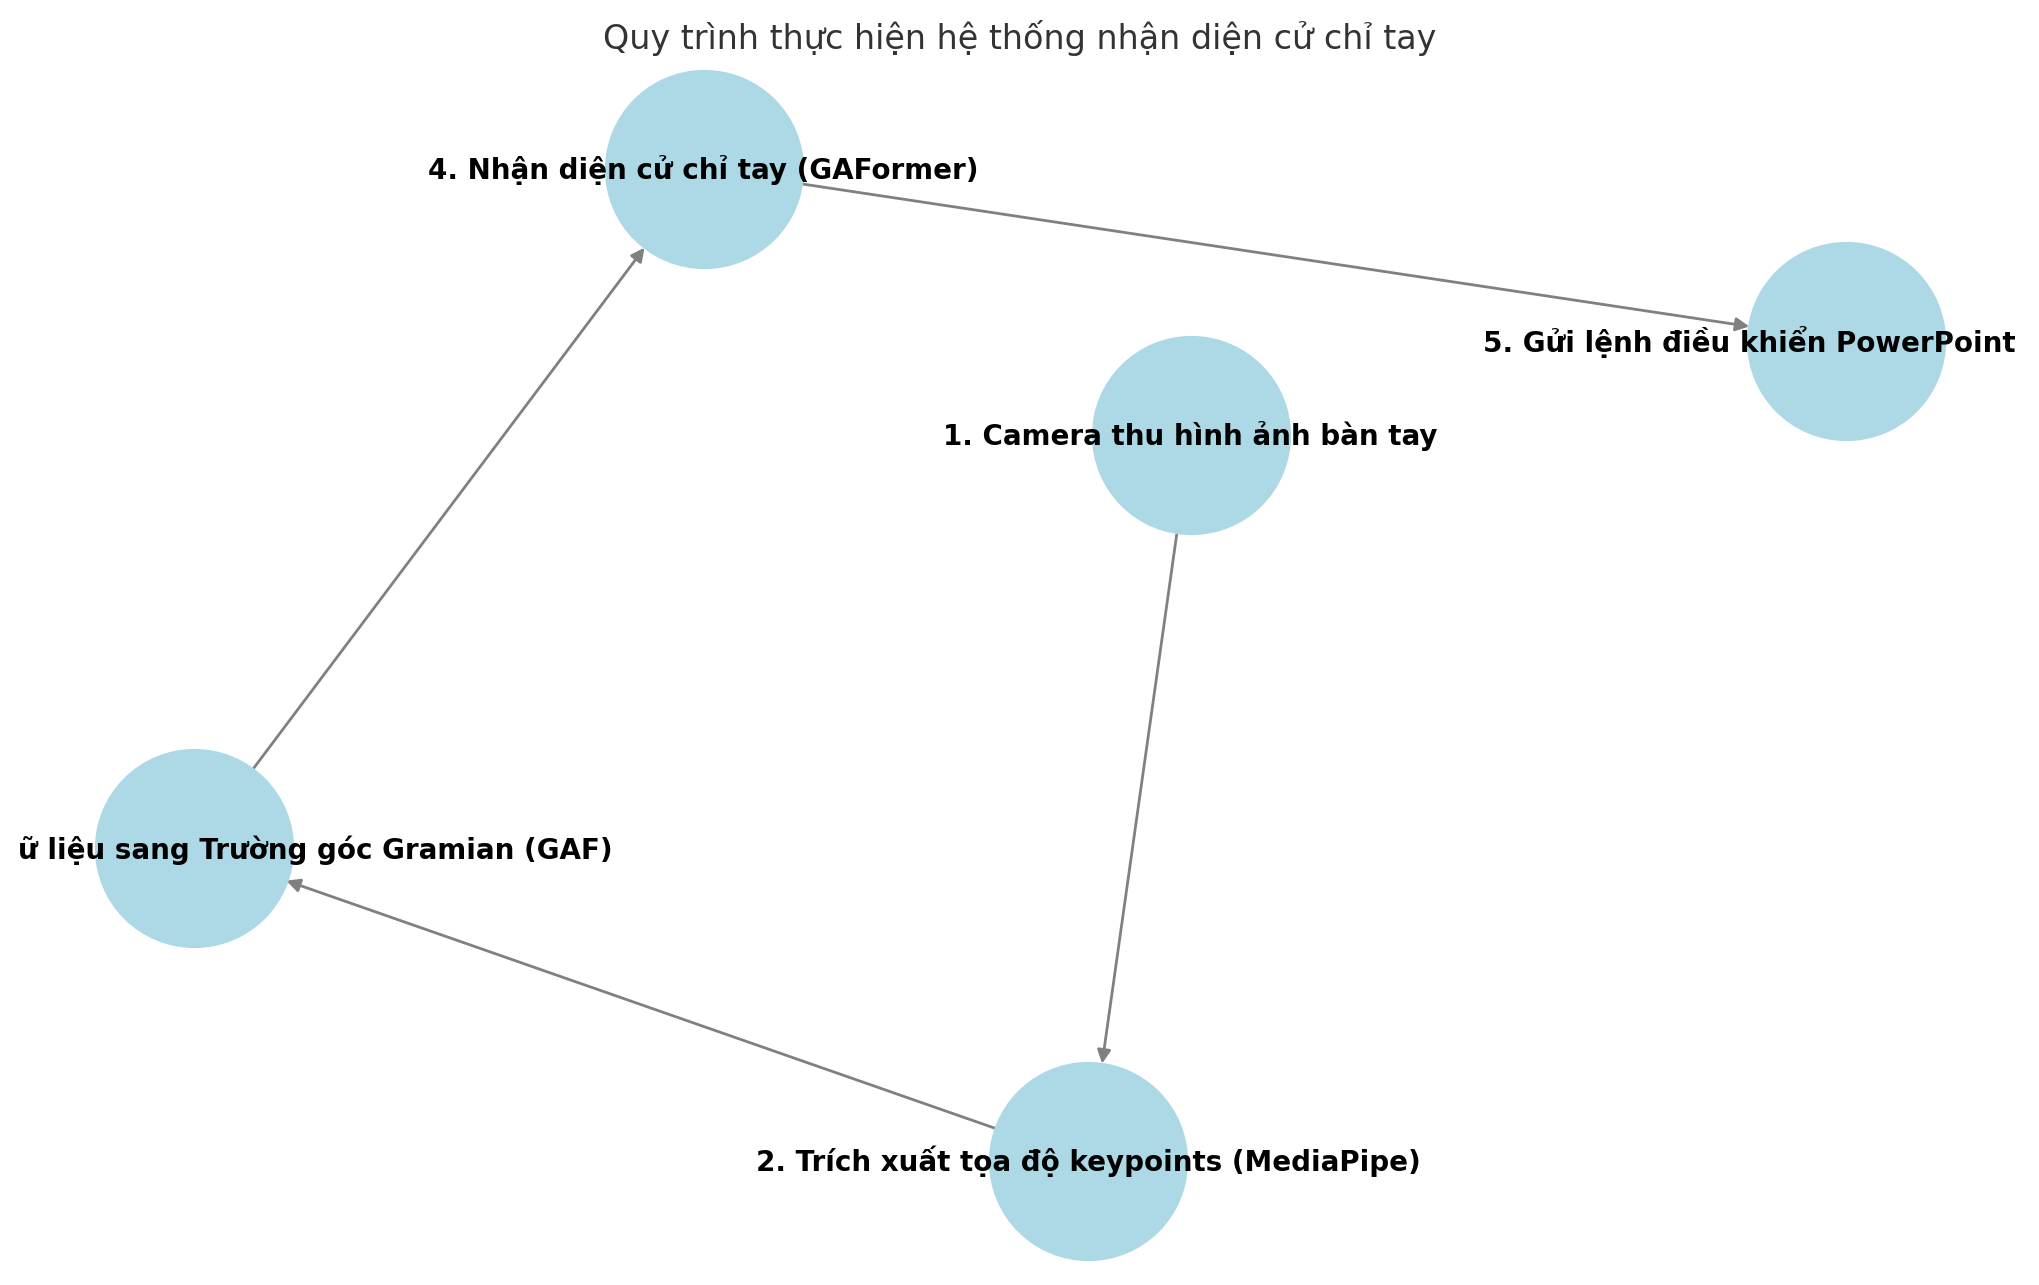 Quy trình thực hiện hệ thống nhận diện cử chỉ tay
4. Nhận diện cử chỉ tay (GAFormer)
5. Gửi lệnh điều khiển PowerPoint
1. Camera thu hình ảnh bàn tay
ữ liệu sang Trường góc Gramian (GAF)
2. Trích xuất tọa độ keypoints (MediaPipe)